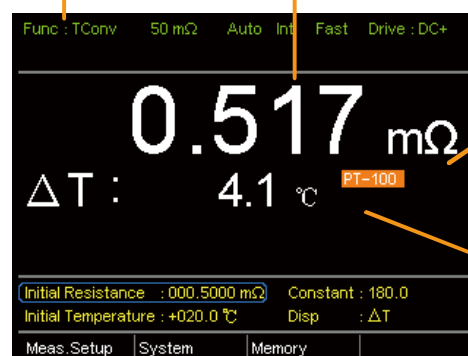 Func : TConv 50 mΩ Auto Int Fast Drive : DC+
0.517 mΩ
ΔT : 4.1 ℃ PT-100
Initial Resistance : 000.5000 mΩ Constant : 180.0
Initial Temperature : +020.0 ℃ Disp : ΔT
Meas.Setup System Memory